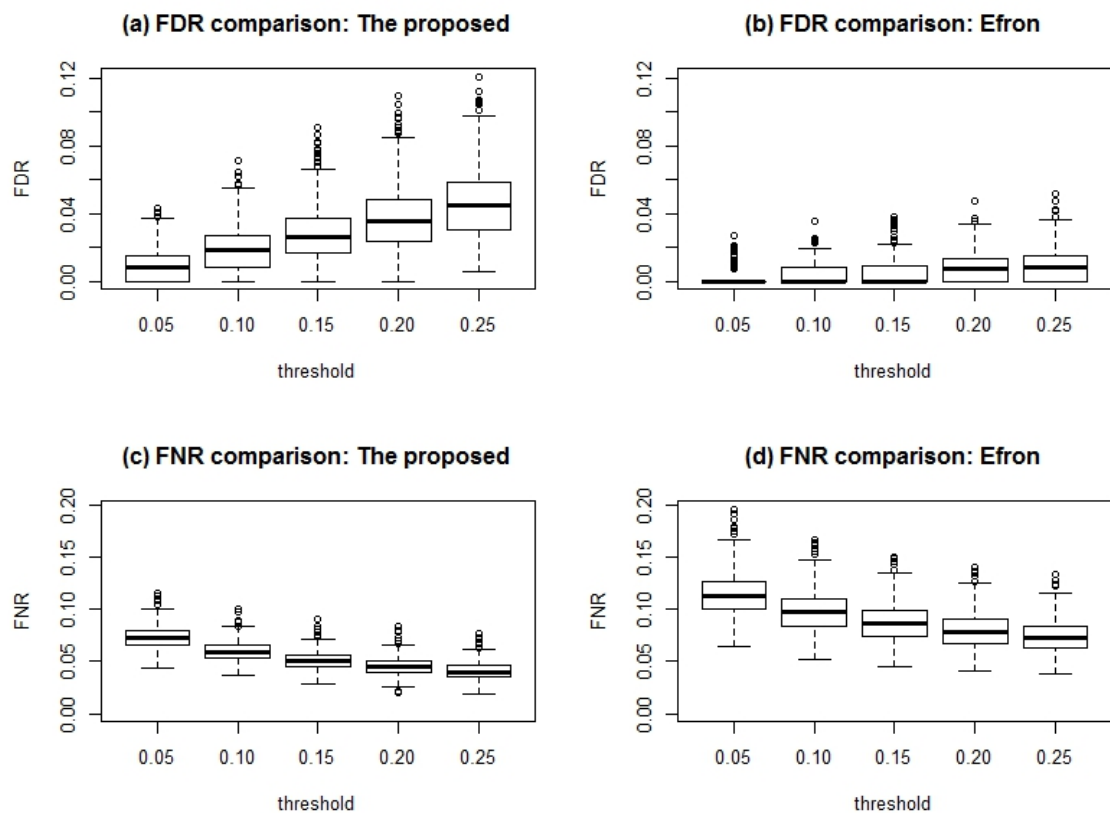 (a) FDR comparison: The proposed
FDR
0.00 0.04 0.08 0.12
0.05 0.10 0.15 0.20 0.25
threshold
(b) FDR comparison: Efron
FDR
0.00 0.04 0.08 0.12
0.05 0.10 0.15 0.20 0.25
threshold
(c) FNR comparison: The proposed
FNR
0.00 0.05 0.10 0.15 0.20
0.05 0.10 0.15 0.20 0.25
threshold
(d) FNR comparison: Efron
FNR
0.00 0.05 0.10 0.15 0.20
0.05 0.10 0.15 0.20 0.25
threshold